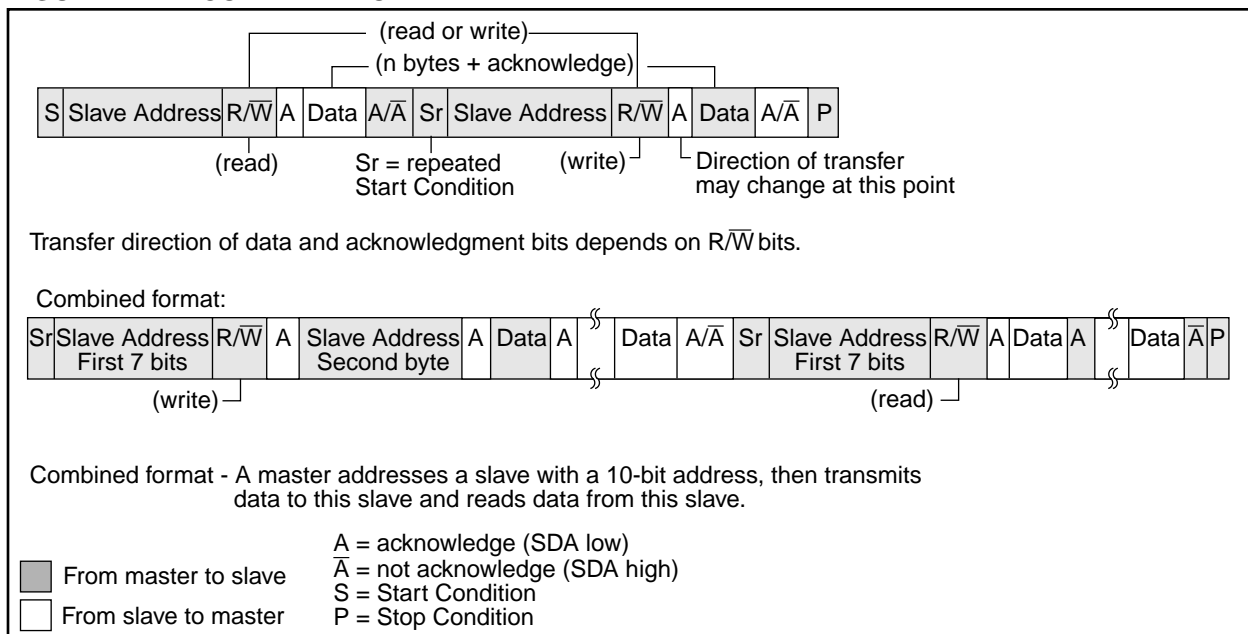 (read or write)
(n bytes + acknowledge)
S Slave Address R/W̅ A Data A/A̅ Sr Slave Address R/W̅ A Data A/A̅ P
(read) Sr = repeated Start Condition (write) Direction of transfer may change at this point
Transfer direction of data and acknowledgment bits depends on R/W̅ bits.
Combined format:
Sr Slave Address First 7 bits R/W̅ A Slave Address Second byte A Data A Data A/A̅ Sr Slave Address First 7 bits R/W̅ A Data A Data A̅ P
(write) (read)
Combined format - A master addresses a slave with a 10-bit address, then transmits
data to this slave and reads data from this slave.
From master to slave
From slave to master
A = acknowledge (SDA low)
A̅ = not acknowledge (SDA high)
S = Start Condition
P = Stop Condition